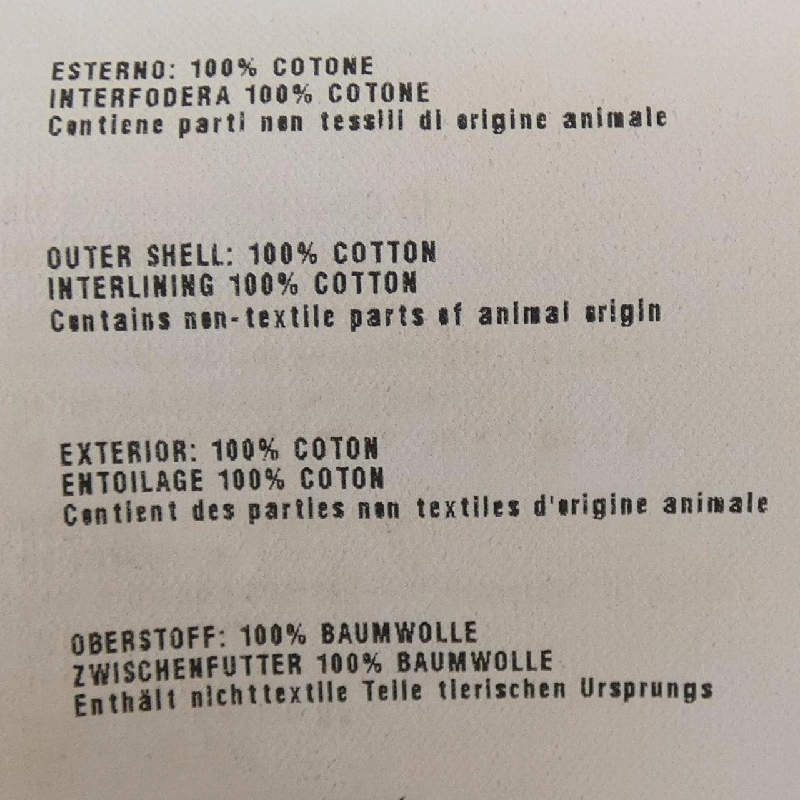 ESTERNO: 100% COTONE
INTERFODERA 100% COTONE
Contiene parti non tessili di origine animale
OUTER SHELL: 100% COTTON
INTERLINING 100% COTTON
Contains non-textile parts of animal origin
EXTERIOR: 100% COTON
ENTOILAGE 100% COTON
Contient des parties non textiles d'origine animale
OBERSTOFF: 100% BAUMWOLLE
ZWISCHENFUTTER 100% BAUMWOLLE
Enthält nichttextile Teile tierischen Ursprungs